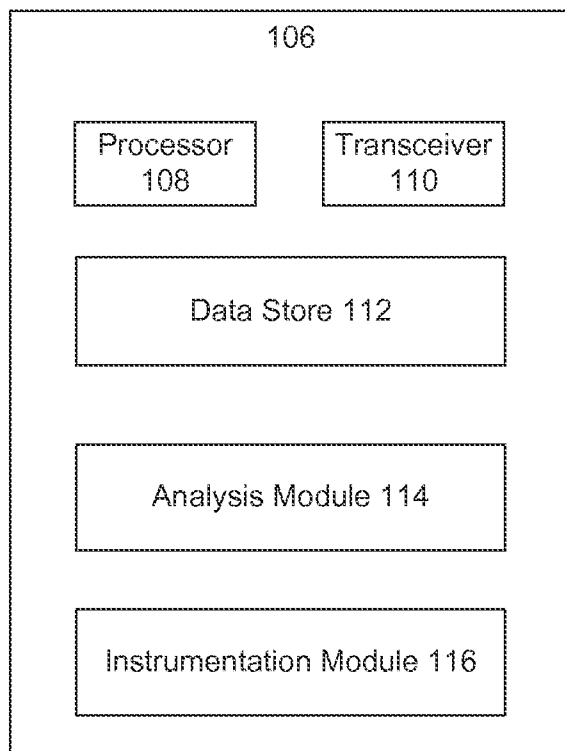 106
Processor
108
Transceiver
110
Data Store 112
Analysis Module 114
Instrumentation Module 116